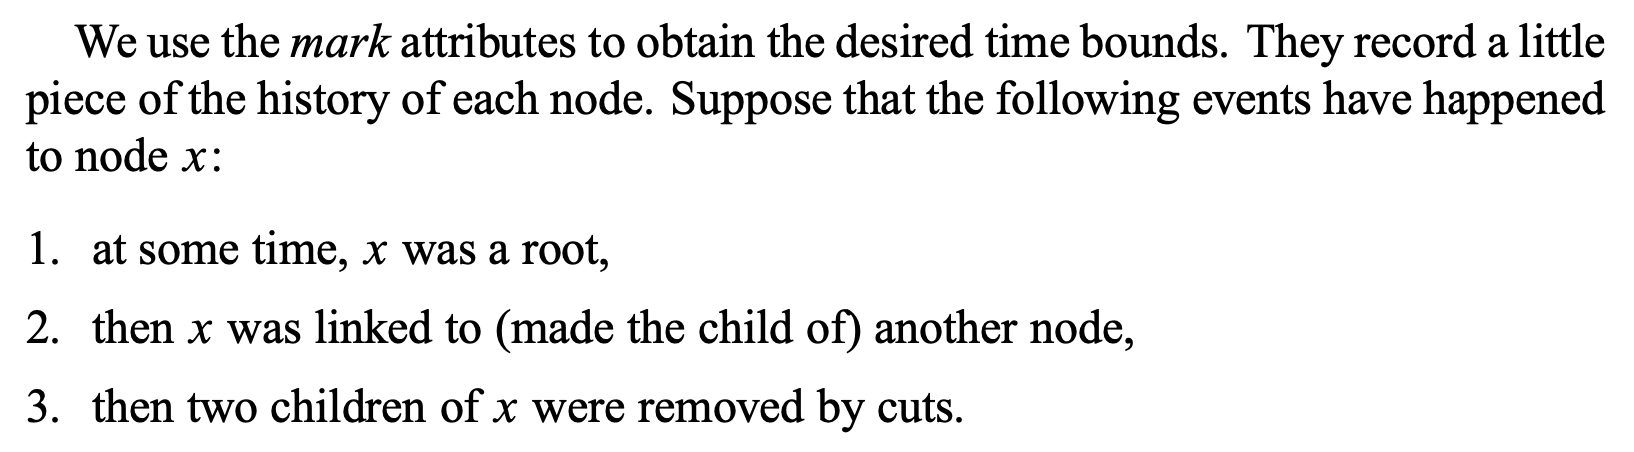 We use the mark attributes to obtain the desired time bounds. They record a little
piece of the history of each node. Suppose that the following events have happened
to node x:
1. at some time, x was a root,
2. then x was linked to (made the child of) another node,
3. then two children of x were removed by cuts.